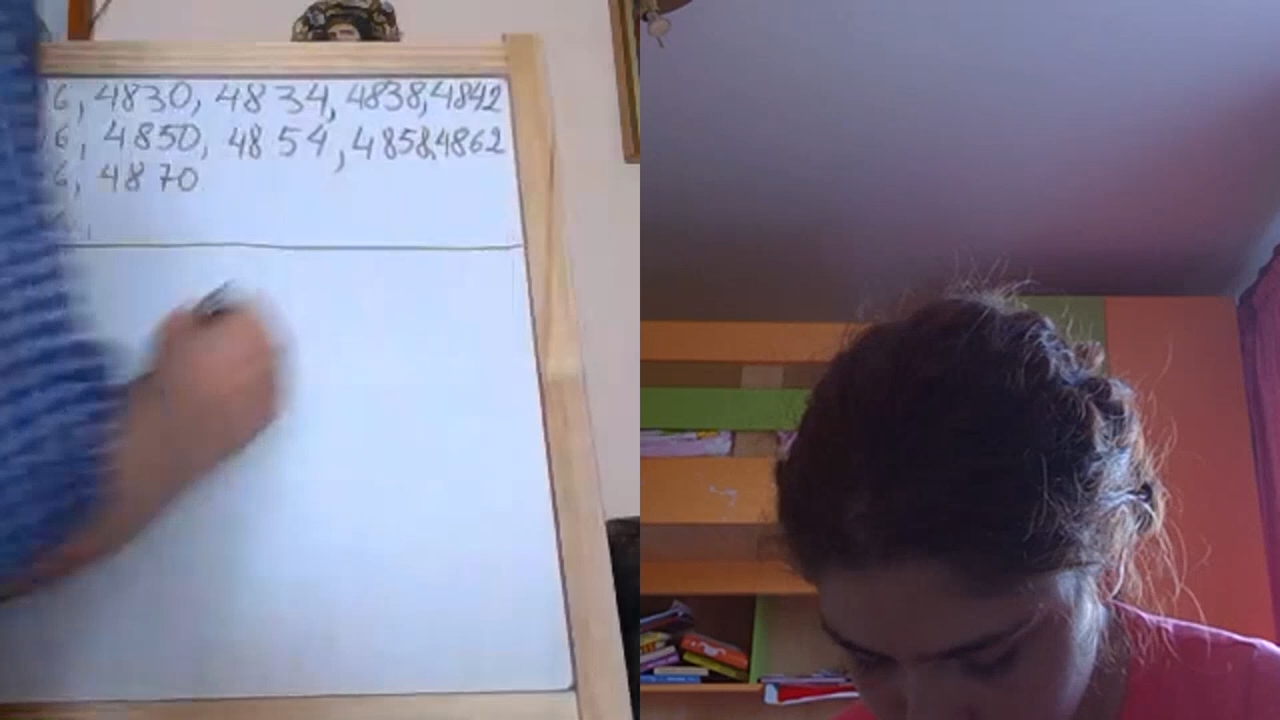 6, 4830, 4834, 4838, 4842
6, 4850, 4854, 4858, 4862
6, 4870